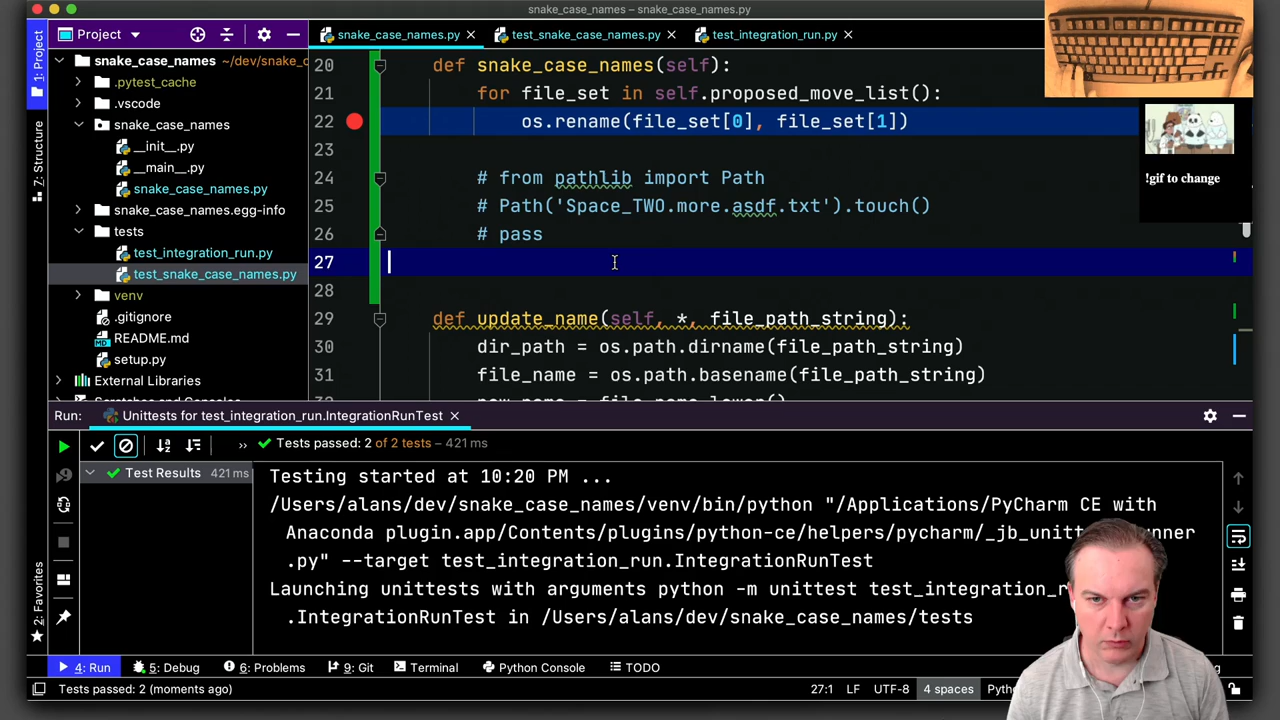 snake_case_names – snake_case_names.py
Project
snake_case_names.py
test_snake_case_names.py
test_integration_run.py
1: Project
7: Structure
2: Favorites
snake_case_names ~/dev/snake_c
.pytest_cache
.vscode
snake_case_names
__init__.py
__main__.py
snake_case_names.py
snake_case_names.egg-info
tests
test_integration_run.py
test_snake_case_names.py
venv
.gitignore
README.md
setup.py
External Libraries
Scratches and Consoles
20 def snake_case_names(self):
21 for file_set in self.proposed_move_list():
22 os.rename(file_set[0], file_set[1])
23
24 # from pathlib import Path
25 # Path('Space_TWO.more.asdf.txt').touch()
26 # pass
27
28
29 def update_name(self, *, file_path_string):
30 dir_path = os.path.dirname(file_path_string)
31 file_name = os.path.basename(file_path_string)
32 new_name = file_name.lower()
!gif to change
Run: Unittests for test_integration_run.IntegrationRunTest
Tests passed: 2 of 2 tests – 421 ms
Test Results 421 ms
Testing started at 10:20 PM ...
/Users/alans/dev/snake_case_names/venv/bin/python "/Applications/PyCharm CE with
Anaconda plugin.app/Contents/plugins/python-ce/helpers/pycharm/_jb_unitt
nner
.py" --target test_integration_run.IntegrationRunTest
Launching unittests with arguments python -m unittest test_integration_r
.IntegrationRunTest in /Users/alans/dev/snake_case_names/tests
4: Run
5: Debug
6: Problems
9: Git
Terminal
Python Console
TODO
Tests passed: 2 (moments ago)
27:1 LF UTF-8 4 spaces Pyth